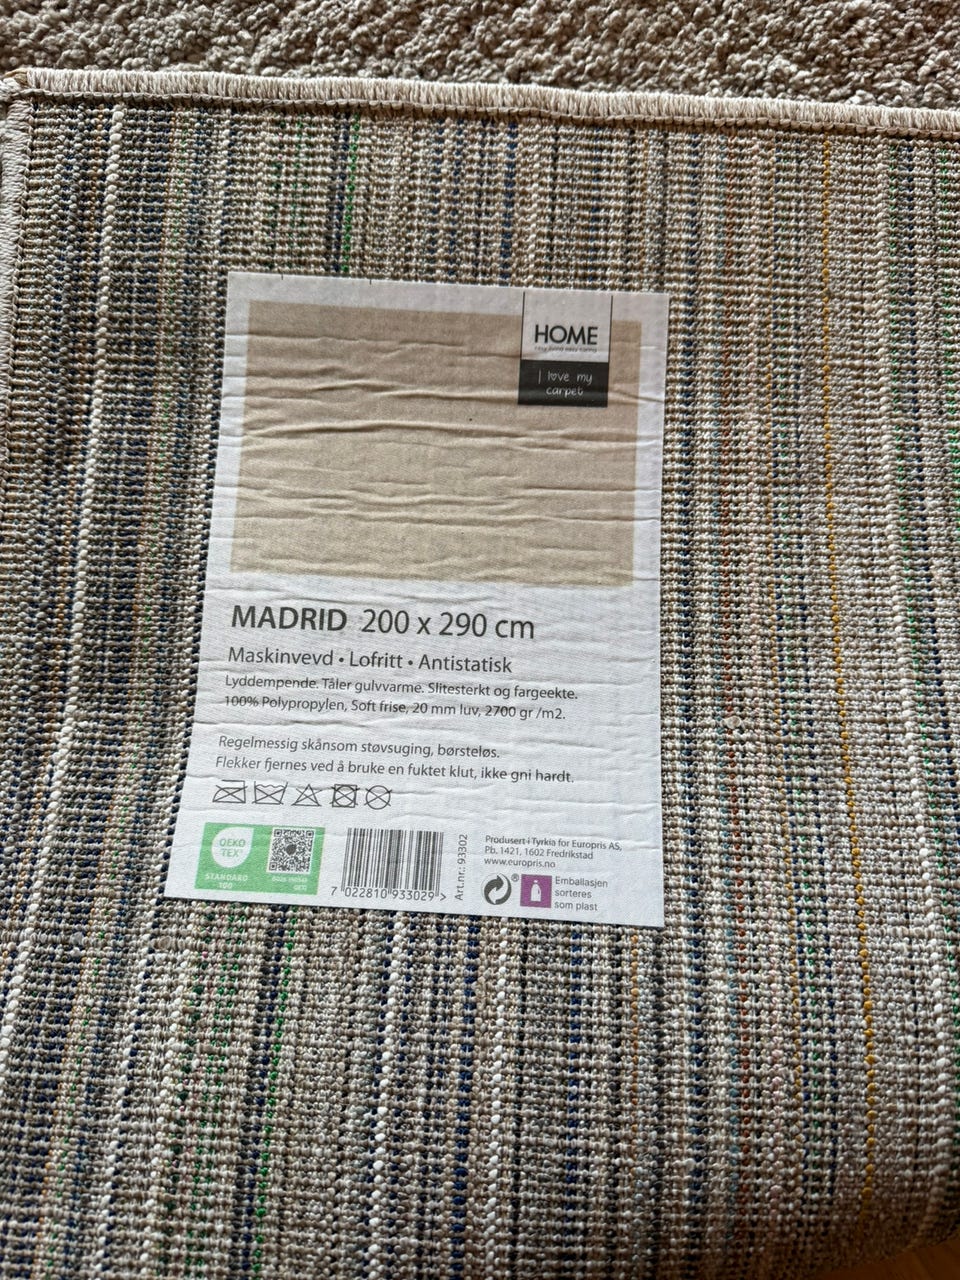 HOME
I love my
carpet
MADRID 200 x 290 cm
Maskinvevd • Lofritt • Antistatisk
Lyddempende. Tåler gulvvarme. Slitesterkt og fargeekte.
100% Polypropylen, Soft frise, 20 mm luv, 2700 gr /m2.
Regelmessig skånsom støvsuging, børsteløs.
Flekker fjernes ved å bruke en fuktet klut, ikke gni hardt.
OEKO
TEX®
STANDARD
100
7 022810 933029 >
Art.nr.: 93302
Produsert i Tyrkia for Europris AS,
Pb. 1421, 1602 Fredrikstad
www.europris.no
Emballasjen
sorteres
som plast